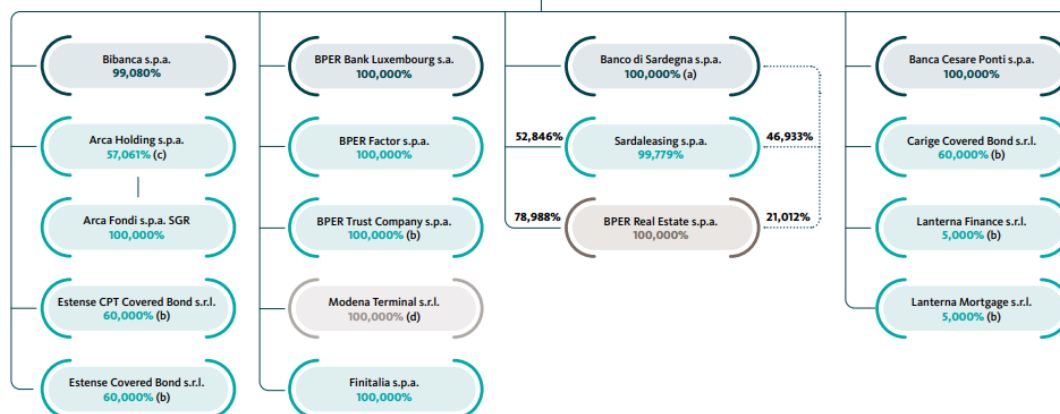 Bibanca s.p.a.
99,080%
Arca Holding s.p.a.
57,061% (c)
Arca Fondi s.p.a. SGR
100,000%
Estense CPT Covered Bond s.r.l.
60,000% (b)
Estense Covered Bond s.r.l.
60,000% (b)
BPER Bank Luxembourg s.a.
100,000%
BPER Factor s.p.a.
100,000%
BPER Trust Company s.p.a.
100,000% (b)
Modena Terminal s.r.l.
100,000% (d)
Finitalia s.p.a.
100,000%
Banco di Sardegna s.p.a.
100,000% (a)
52,846%
Sardaleasing s.p.a.
99,779%
46,933%
78,988%
BPER Real Estate s.p.a.
100,000%
21,012%
Banca Cesare Ponti s.p.a.
100,000%
Carige Covered Bond s.r.l.
60,000% (b)
Lanterna Finance s.r.l.
5,000% (b)
Lanterna Mortgage s.r.l.
5,000% (b)